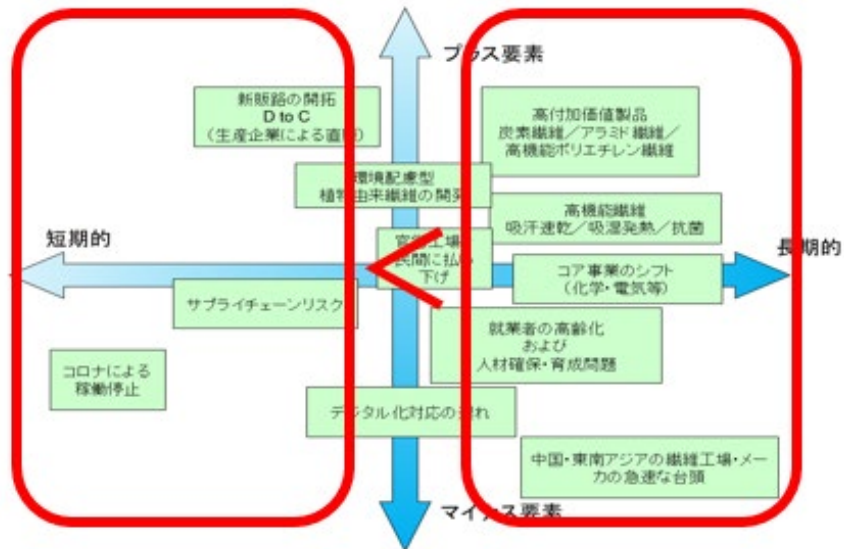 プラス要素
新販路の開拓
D to C
（生産企業による直販）
高付加価値製品
炭素繊維／アラミド繊維／
高機能ポリエチレン繊維
環境配慮型
植物由来繊維の開発
高機能繊維
吸汗速乾／吸湿発熱／抗菌
短期的
官営工場
民間に払い
下げ
長期的
コア事業のシフト
（化学・電気等）
サプライチェーンリスク
就業者の高齢化
および
人材確保・育成問題
コロナによる
稼働停止
デジタル化対応の遅れ
中国・東南アジアの繊維工場・メー
カの急速な台頭
マイナス要素